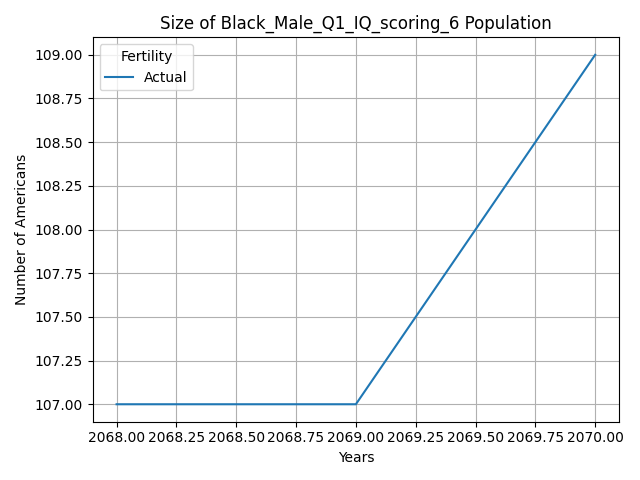 Size of Black_Male_Q1_IQ_scoring_6 Population
Fertility
Actual
Number of Americans
109.00
108.75
108.50
108.25
108.00
107.75
107.50
107.25
107.00
2068.00 2068.25 2068.50 2068.75 2069.00 2069.25 2069.50 2069.75 2070.00
Years